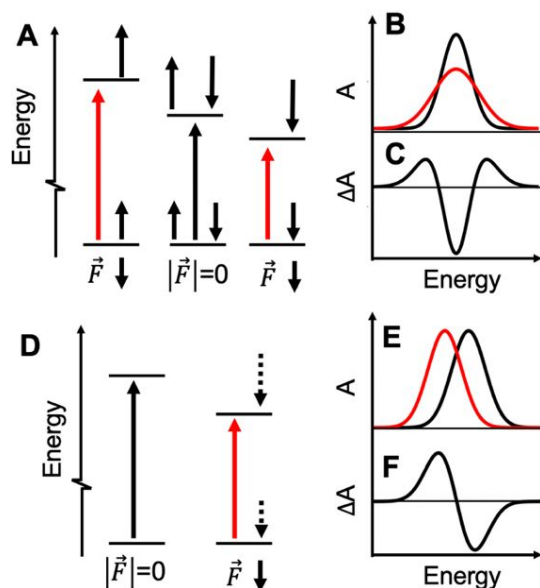 A
Energy
F⃗
|F⃗|=0
F⃗
B
A
C
ΔA
Energy
D
Energy
|F⃗|=0
F⃗
E
A
F
ΔA
Energy